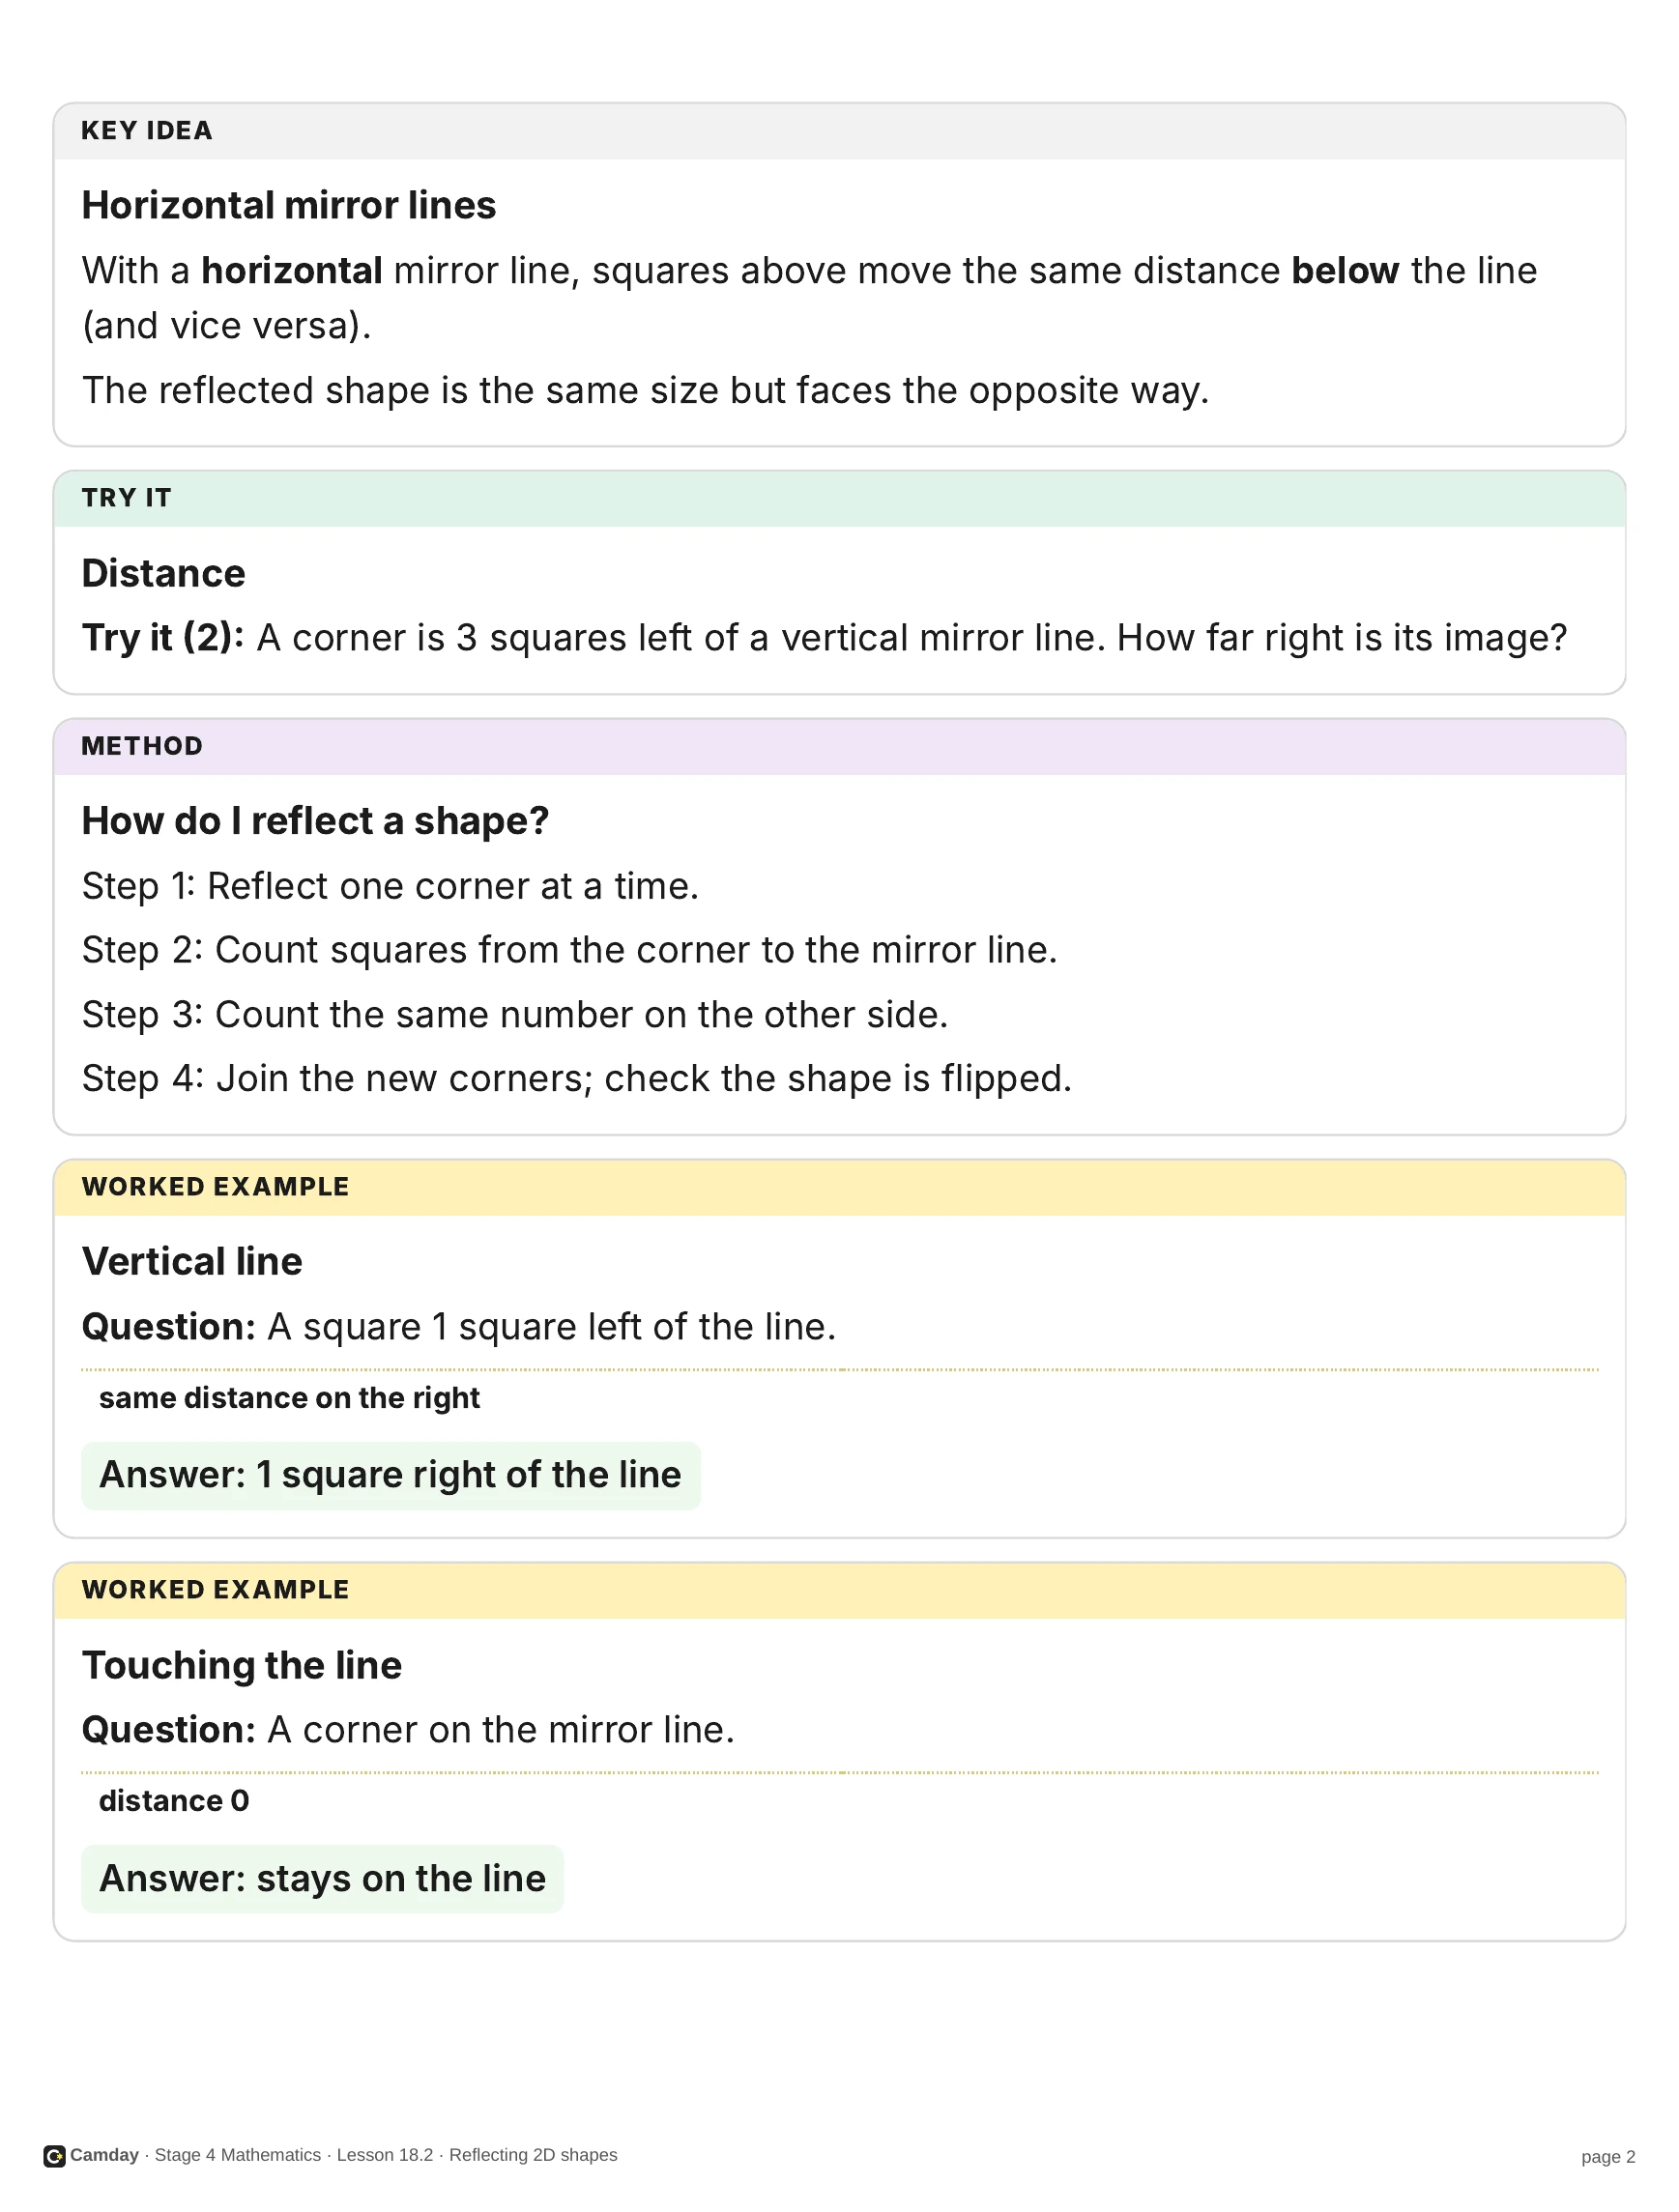 KEY IDEA
Horizontal mirror lines
With a horizontal mirror line, squares above move the same distance below the line
(and vice versa).
The reflected shape is the same size but faces the opposite way.
TRY IT
Distance
Try it (2): A corner is 3 squares left of a vertical mirror line. How far right is its image?
METHOD
How do I reflect a shape?
Step 1: Reflect one corner at a time.
Step 2: Count squares from the corner to the mirror line.
Step 3: Count the same number on the other side.
Step 4: Join the new corners; check the shape is flipped.
WORKED EXAMPLE
Vertical line
Question: A square 1 square left of the line.
same distance on the right
Answer: 1 square right of the line
WORKED EXAMPLE
Touching the line
Question: A corner on the mirror line.
distance 0
Answer: stays on the line
Camday · Stage 4 Mathematics · Lesson 18.2 · Reflecting 2D shapes
page 2